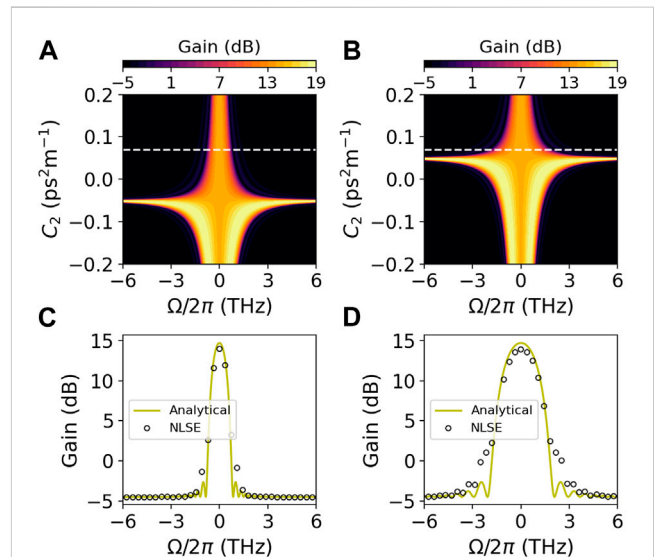 A
Gain (dB)
−5 1 7 13 19
C₂ (ps²m⁻¹)
0.2
0.1
0.0
−0.1
−0.2
−6 −3 0 3 6
Ω/2π (THz)
B
Gain (dB)
−5 1 7 13 19
C₂ (ps²m⁻¹)
0.2
0.1
0.0
−0.1
−0.2
−6 −3 0 3 6
Ω/2π (THz)
C
Gain (dB)
15
10
5
0
−5
Analytical
NLSE
−6 −3 0 3 6
Ω/2π (THz)
D
Gain (dB)
15
10
5
0
−5
Analytical
NLSE
−6 −3 0 3 6
Ω/2π (THz)